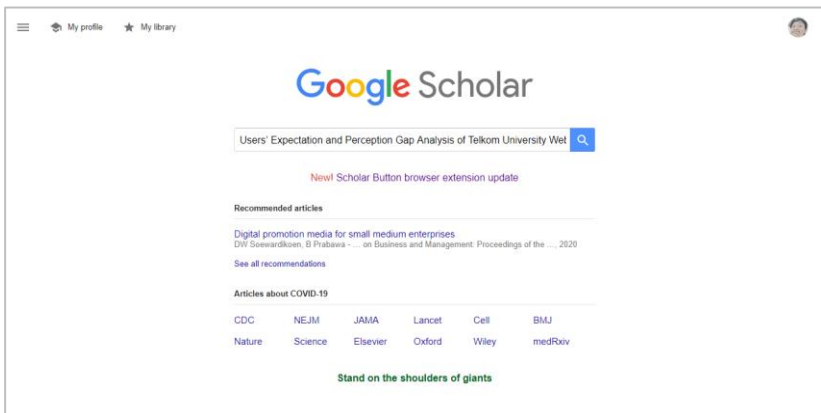 My profile My library
Google Scholar
Users' Expectation and Perception Gap Analysis of Telkom University Wel
New! Scholar Button browser extension update
Recommended articles
Digital promotion media for small medium enterprises
DW Soewardikoen, B Prabawa - ... on Business and Management: Proceedings of the ..., 2020
See all recommendations
Articles about COVID-19
CDC NEJM JAMA Lancet Cell BMJ
Nature Science Elsevier Oxford Wiley medRxiv
Stand on the shoulders of giants